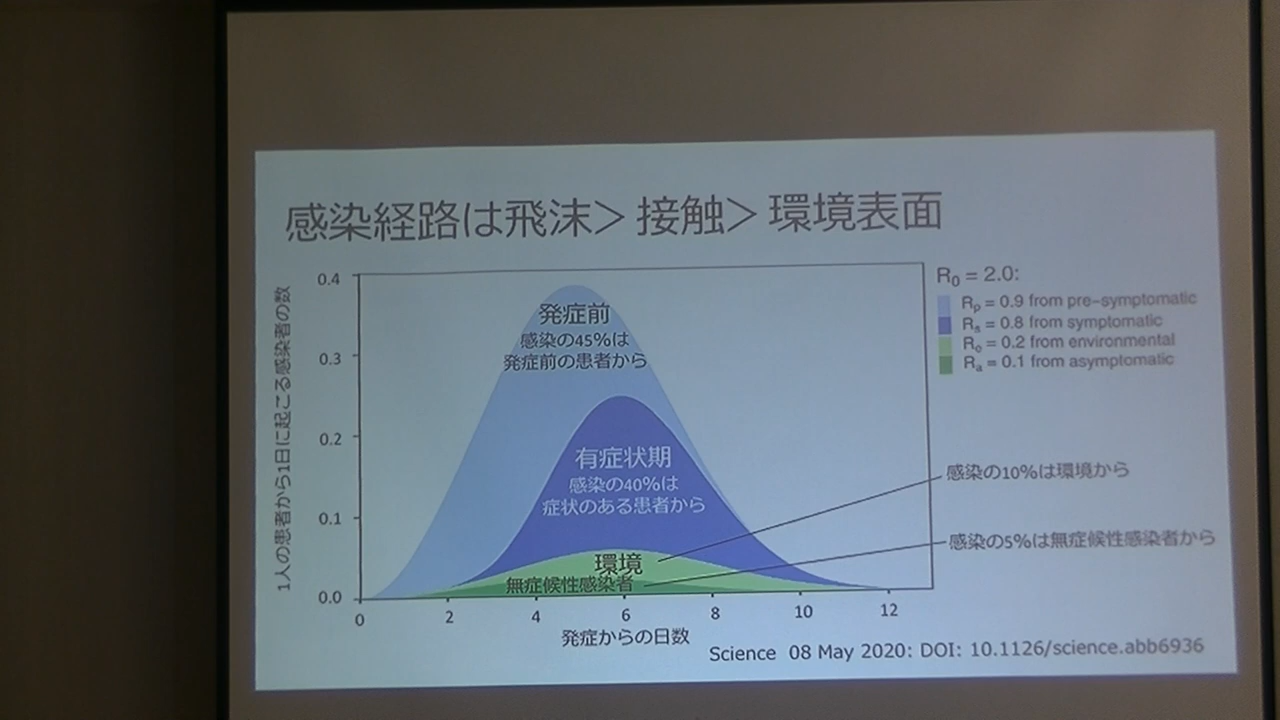 感染経路は飛沫＞接触＞環境表面
1人の患者から1日に起こる感染者の数
0.4
0.3
0.2
0.1
0.0
0
2
4
6
8
10
12
発症からの日数
発症前
感染の45%は
発症前の患者から
有症状期
感染の40%は
症状のある患者から
環境
無症候性感染者
R0 = 2.0:
Rp = 0.9 from pre-symptomatic
Rs = 0.8 from symptomatic
Re = 0.2 from environmental
Ra = 0.1 from asymptomatic
感染の10%は環境から
感染の5%は無症候性感染者から
Science 08 May 2020: DOI: 10.1126/science.abb6936